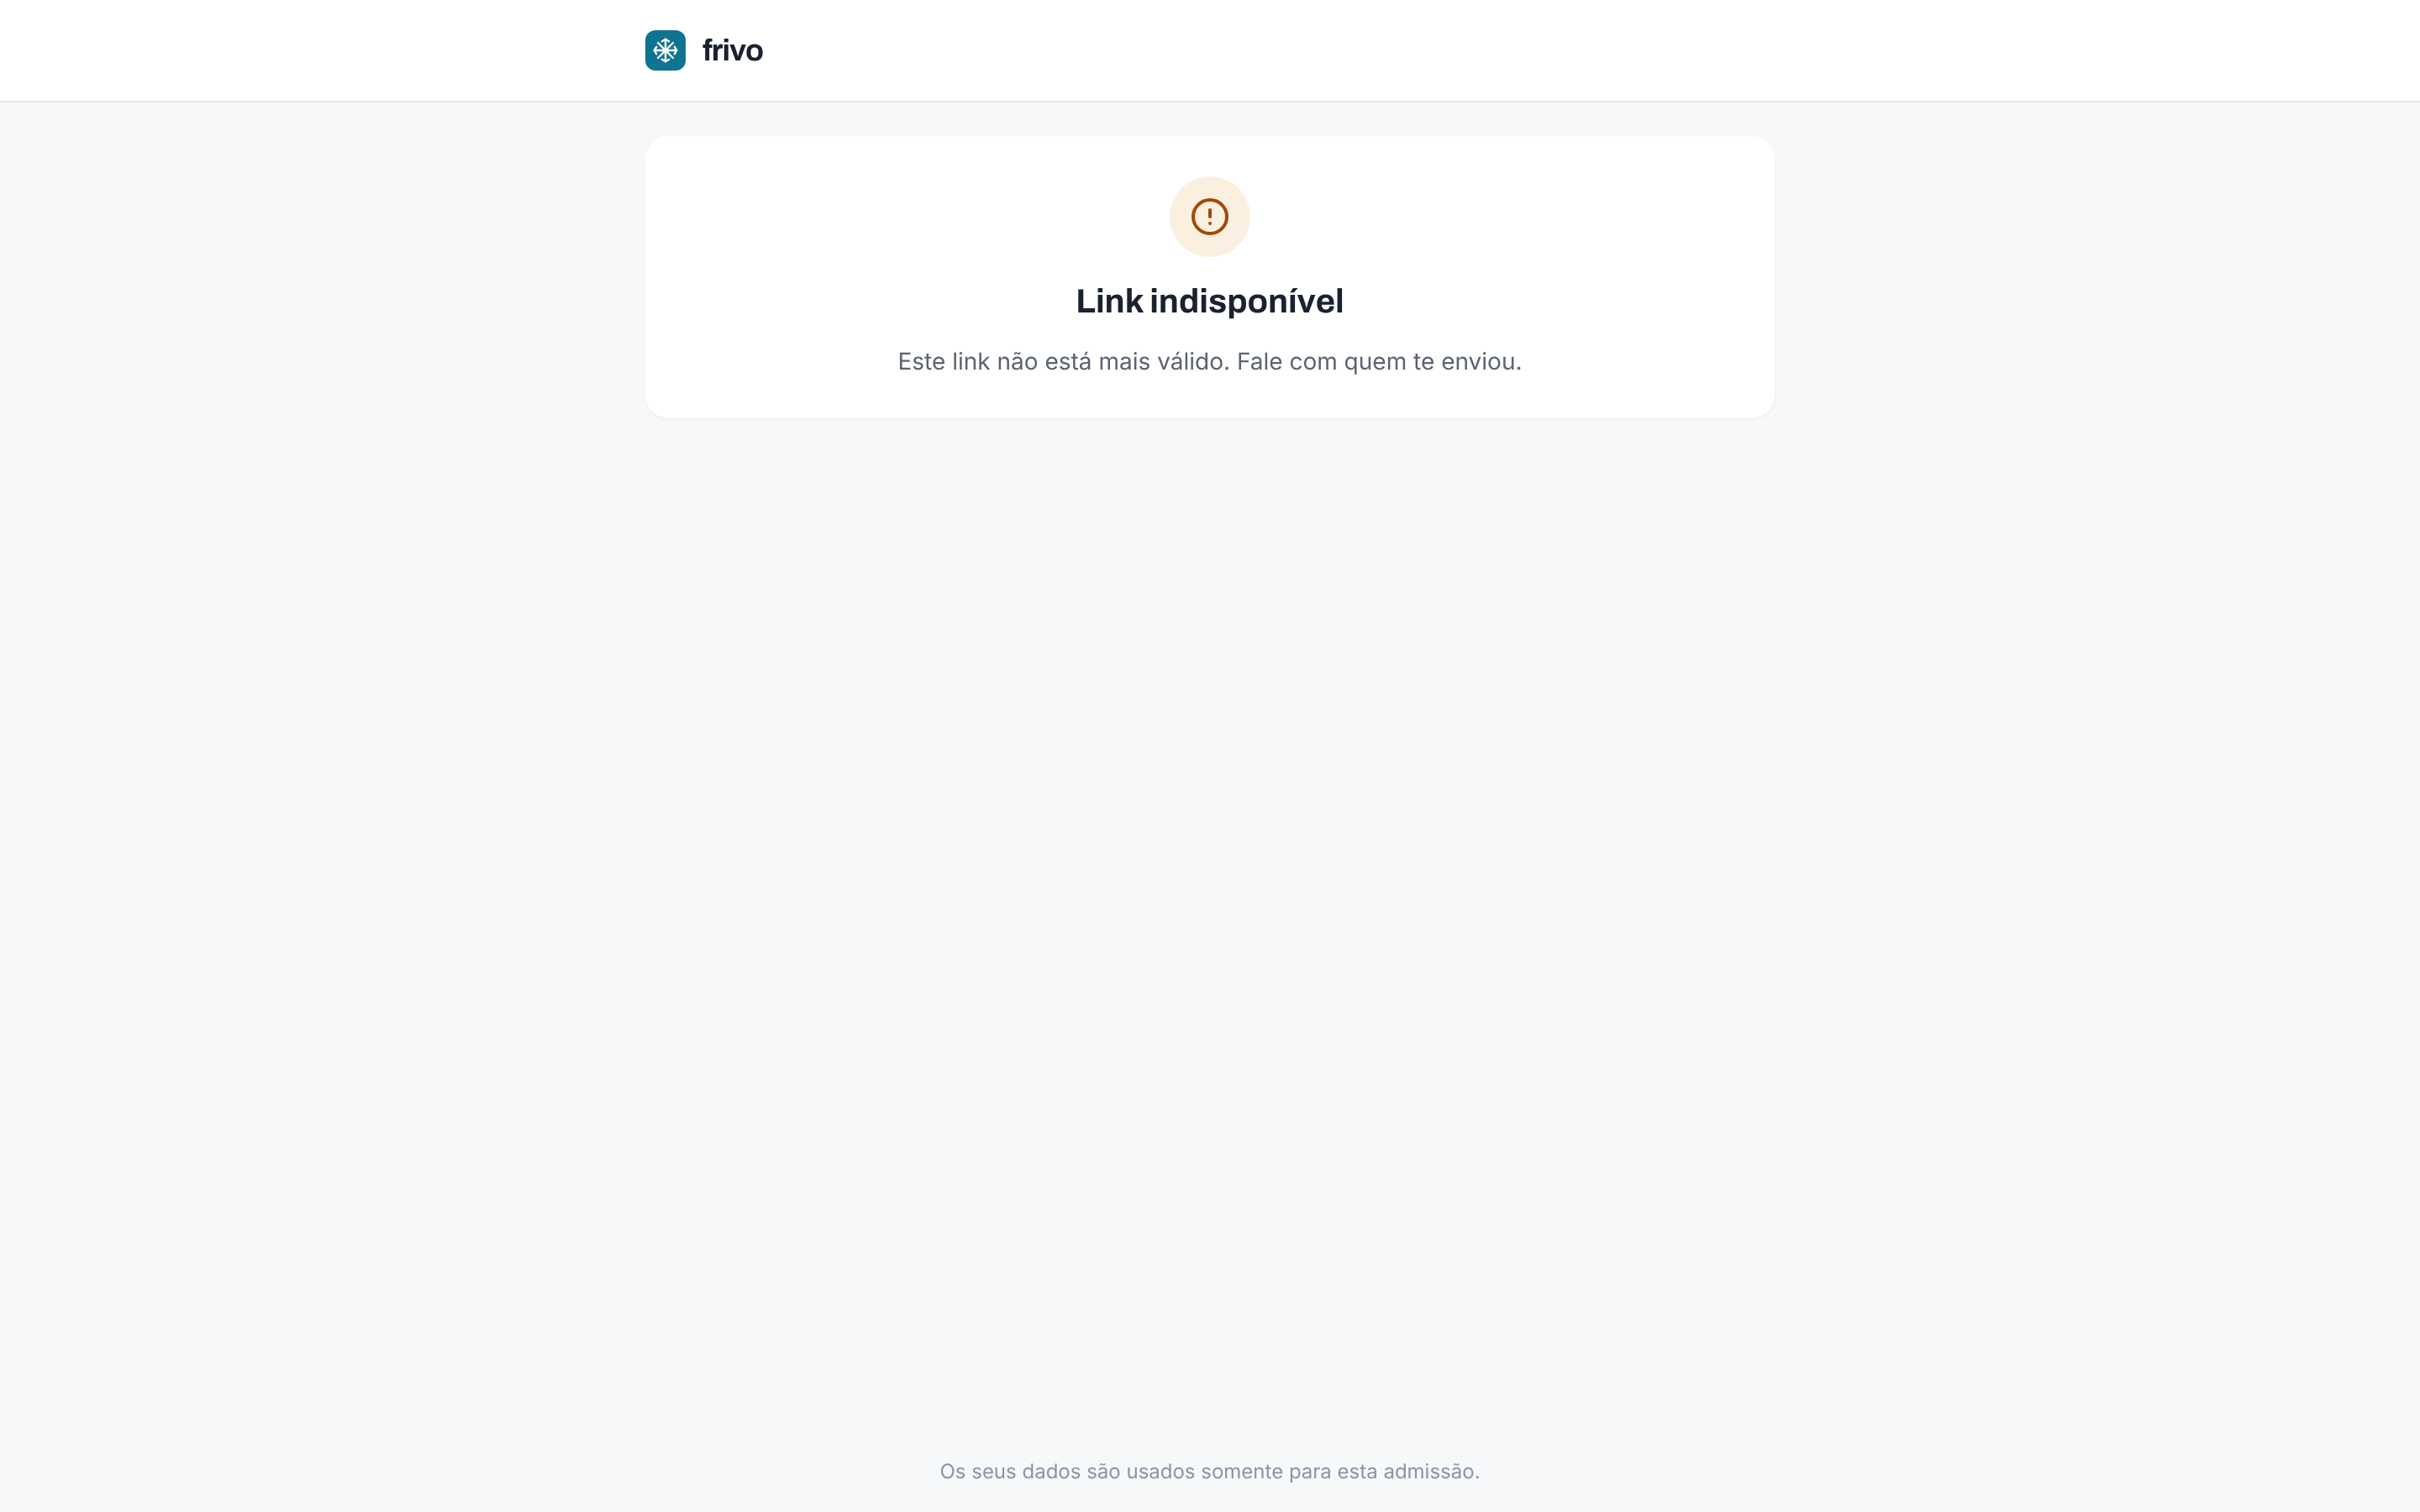 frivo
Link indisponível
Este link não está mais válido. Fale com quem te enviou.
Os seus dados são usados somente para esta admissão.